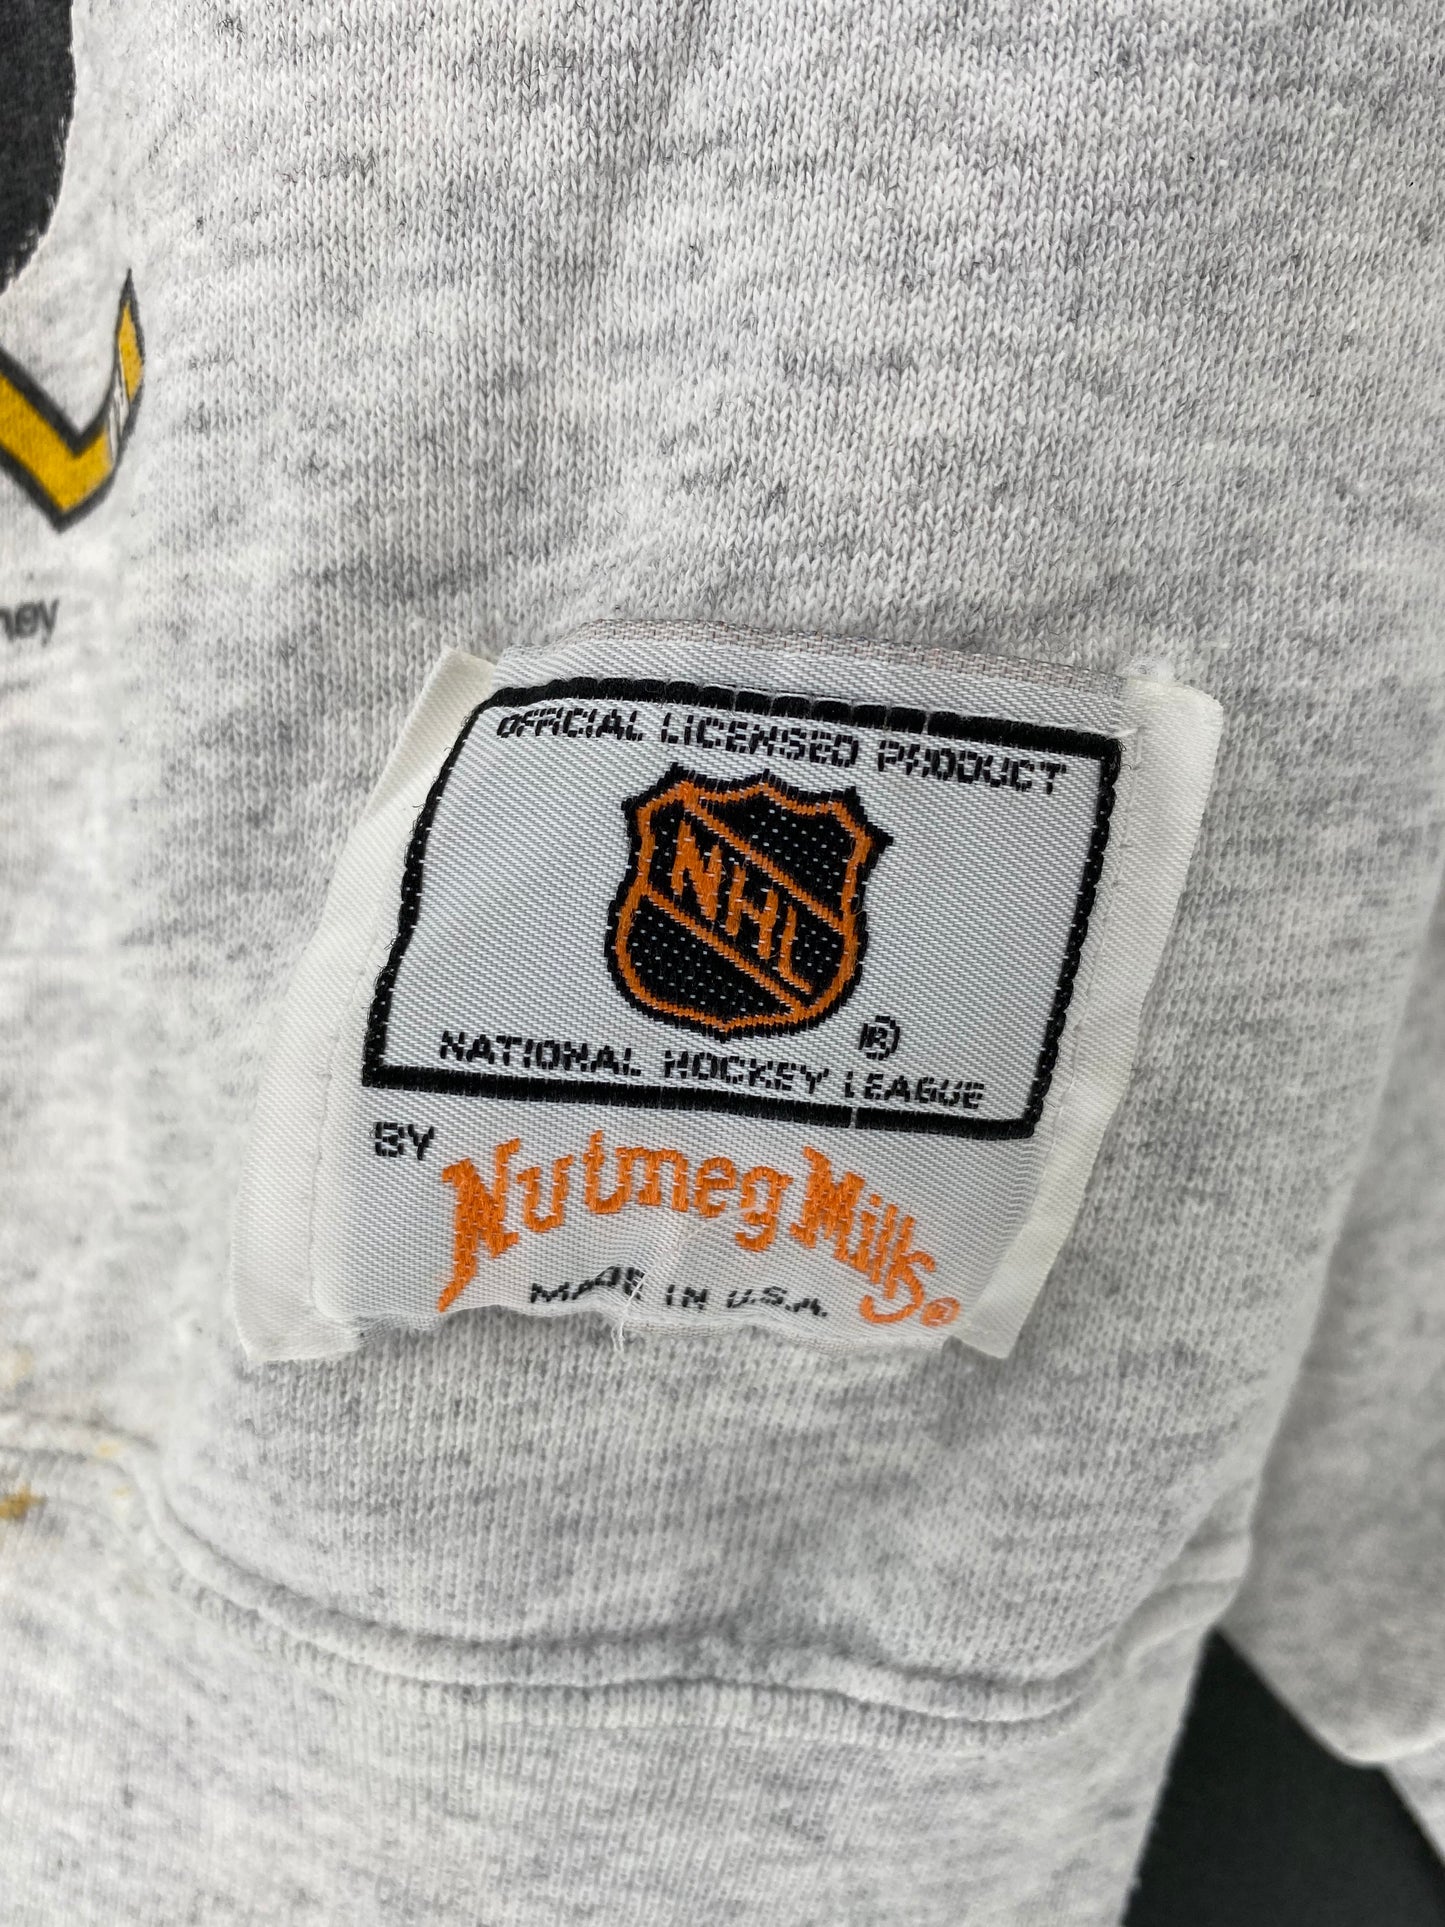 OFFICIAL LICENSED PRODUCT
NHL
®
NATIONAL HOCKEY LEAGUE
BY Nutmeg Mills®
MADE IN U.S.A.